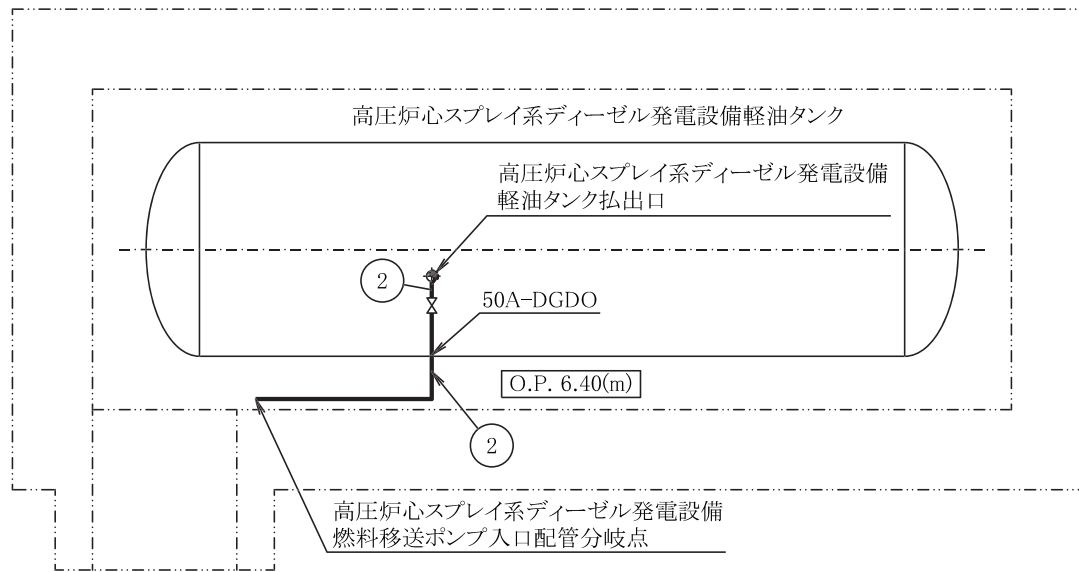 高圧炉心スプレイ系ディーゼル発電設備軽油タンク
高圧炉心スプレイ系ディーゼル発電設備
軽油タンク払出口
2
50A-DGDO
O.P. 6.40(m)
2
高圧炉心スプレイ系ディーゼル発電設備
燃料移送ポンプ入口配管分岐点